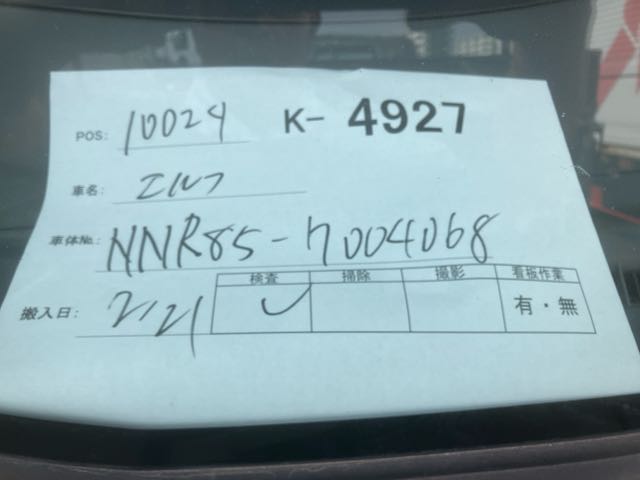 POS: 10024 K- 4927
車名: エルフ
車体No.: NNR85-7004068
検査 掃除 撮影 看板作業
搬入日: 2/21 ✓ 有・無